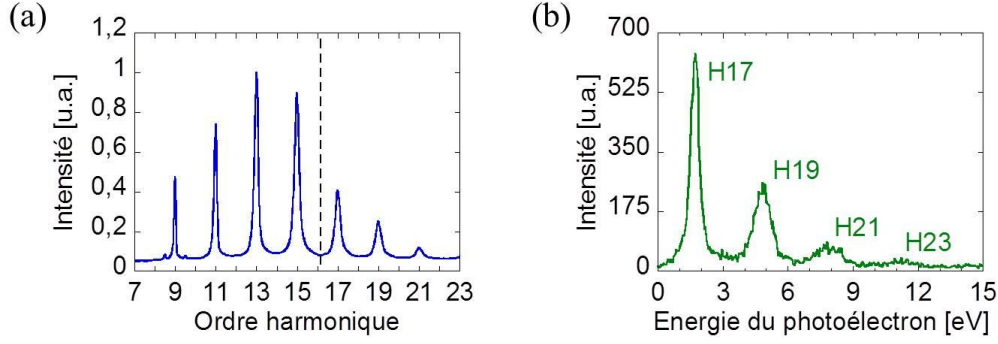 (a)
Intensité [u.a.]
1,2
1
0,8
0,6
0,4
0,2
0
7 9 11 13 15 17 19 21 23
Ordre harmonique
(b)
Intensité [u.a.]
700
525
350
175
0
H17
H19
H21
H23
0 3 6 9 12 15
Energie du photoélectron [eV]